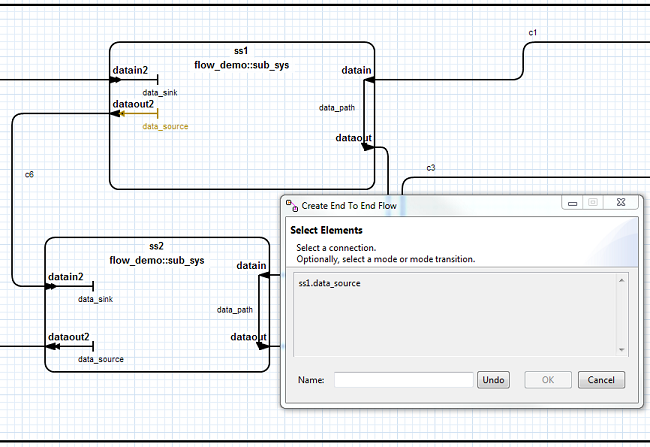 c1
ss1
flow_demo::sub_sys
datain2
datain
data_sink
dataout2
data_path
data_source
dataout
c6
c3
Create End To End Flow
Select Elements
Select a connection.
Optionally, select a mode or mode transition.
ss1.data_source
Name:
Undo
OK
Cancel
ss2
flow_demo::sub_sys
datain
datain2
data_sink
data_path
dataout2
dataout
data_source